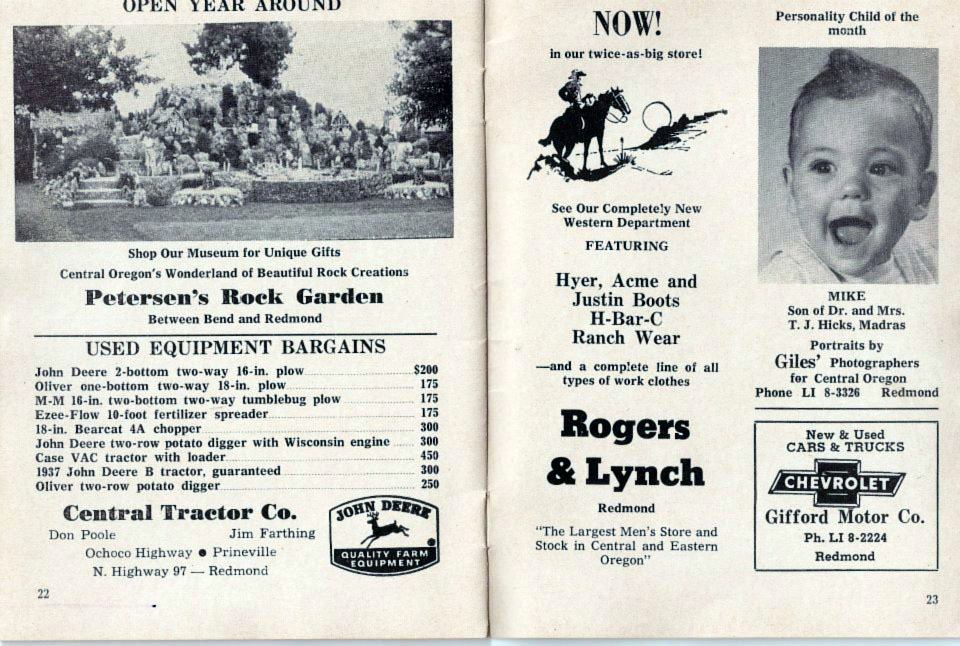 OPEN YEAR AROUND
Shop Our Museum for Unique Gifts
Central Oregon's Wonderland of Beautiful Rock Creations
Petersen's Rock Garden
Between Bend and Redmond
USED EQUIPMENT BARGAINS
John Deere 2-bottom two-way 16-in. plow $200
Oliver one-bottom two-way 18-in. plow 175
M-M 16-in. two-bottom two-way tumblebug plow 175
Ezee-Flow 10-foot fertilizer spreader 175
18-in. Bearcat 4A chopper 300
John Deere two-row potato digger with Wisconsin engine 300
Case VAC tractor with loader 450
1937 John Deere B tractor, guaranteed 300
Oliver two-row potato digger 250
Central Tractor Co.
Don Poole Jim Farthing
Ochoco Highway ● Prineville
N. Highway 97 — Redmond
JOHN DEERE
QUALITY FARM
EQUIPMENT
22
NOW!
in our twice-as-big store!
See Our Completely New
Western Department
FEATURING
Hyer, Acme and
Justin Boots
H-Bar-C
Ranch Wear
—and a complete line of all
types of work clothes
Rogers
& Lynch
Redmond
"The Largest Men's Store and
Stock in Central and Eastern
Oregon"
Personality Child of the
month
MIKE
Son of Dr. and Mrs.
T. J. Hicks, Madras
Portraits by
Giles' Photographers
for Central Oregon
Phone LI 8-3326 Redmond
New & Used
CARS & TRUCKS
CHEVROLET
Gifford Motor Co.
Ph. LI 8-2224
Redmond
23